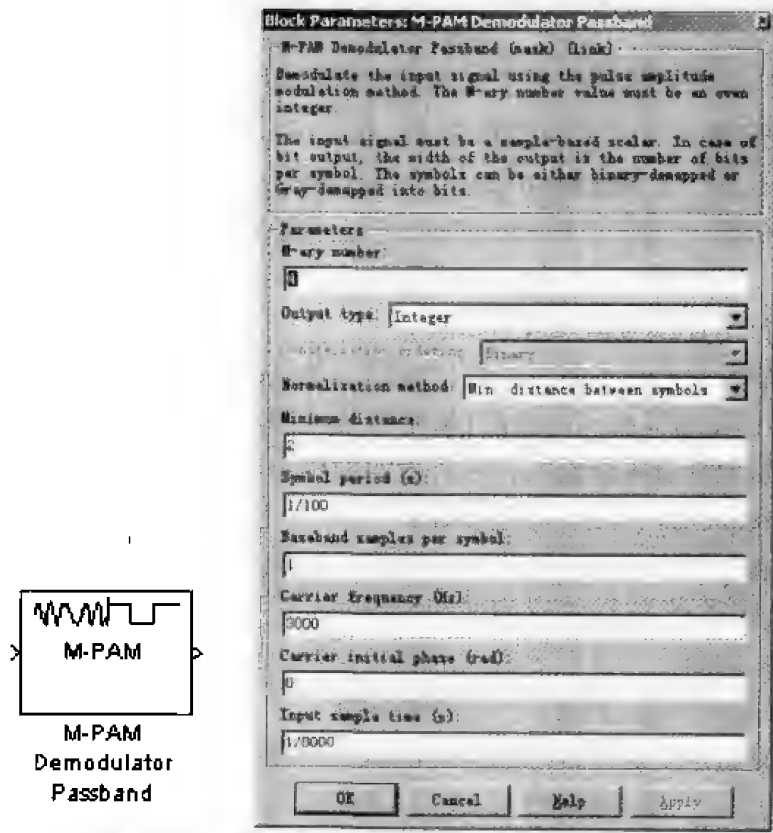 Block Parameters: M-PAM Demodulator Passband
M-PAM Demodulator Passband (mask) (link)
Demodulate the input signal using the pulse amplitude
modulation method. The M-ary number value must be an even
integer.
The input signal must be a sample-based scalar. In case of
bit output, the width of the output is the number of bits
per symbol. The symbols can be either binary-demapped or
Gray-demapped into bits.
Parameters
M-ary number:
Output type: Integer
Binary
Normalization method: Min. distance between symbols
Minimum distance:
2
Symbol period (s):
1/100
Baseband samples per symbol:
1
Carrier frequency (Hz):
3000
Carrier initial phase (rad):
0
Input sample time (s):
1/8000
OK Cancel Help Apply
M-PAM
M-PAM
Demodulator
Passband